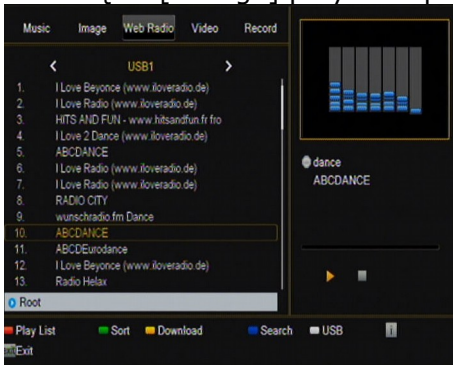 Music Image Web Radio Video Record
USB1
1. I Love Beyonce (www.iloveradio.de)
2. I Love Radio (www.iloveradio.de)
3. HITS AND FUN - www.hitsandfun.fr fro
4. I Love 2 Dance (www.iloveradio.de)
5. ABCDANCE
6. I Love Radio (www.iloveradio.de)
7. I Love Radio (www.iloveradio.de)
8. RADIO CITY
9. wunschradio.fm Dance
10. ABCDANCE
11. ABCDEurodance
12. I Love Beyonce (www.iloveradio.de)
13. Radio Helax
dance
ABCDANCE
Root
Play List Sort Download Search USB i
Exit